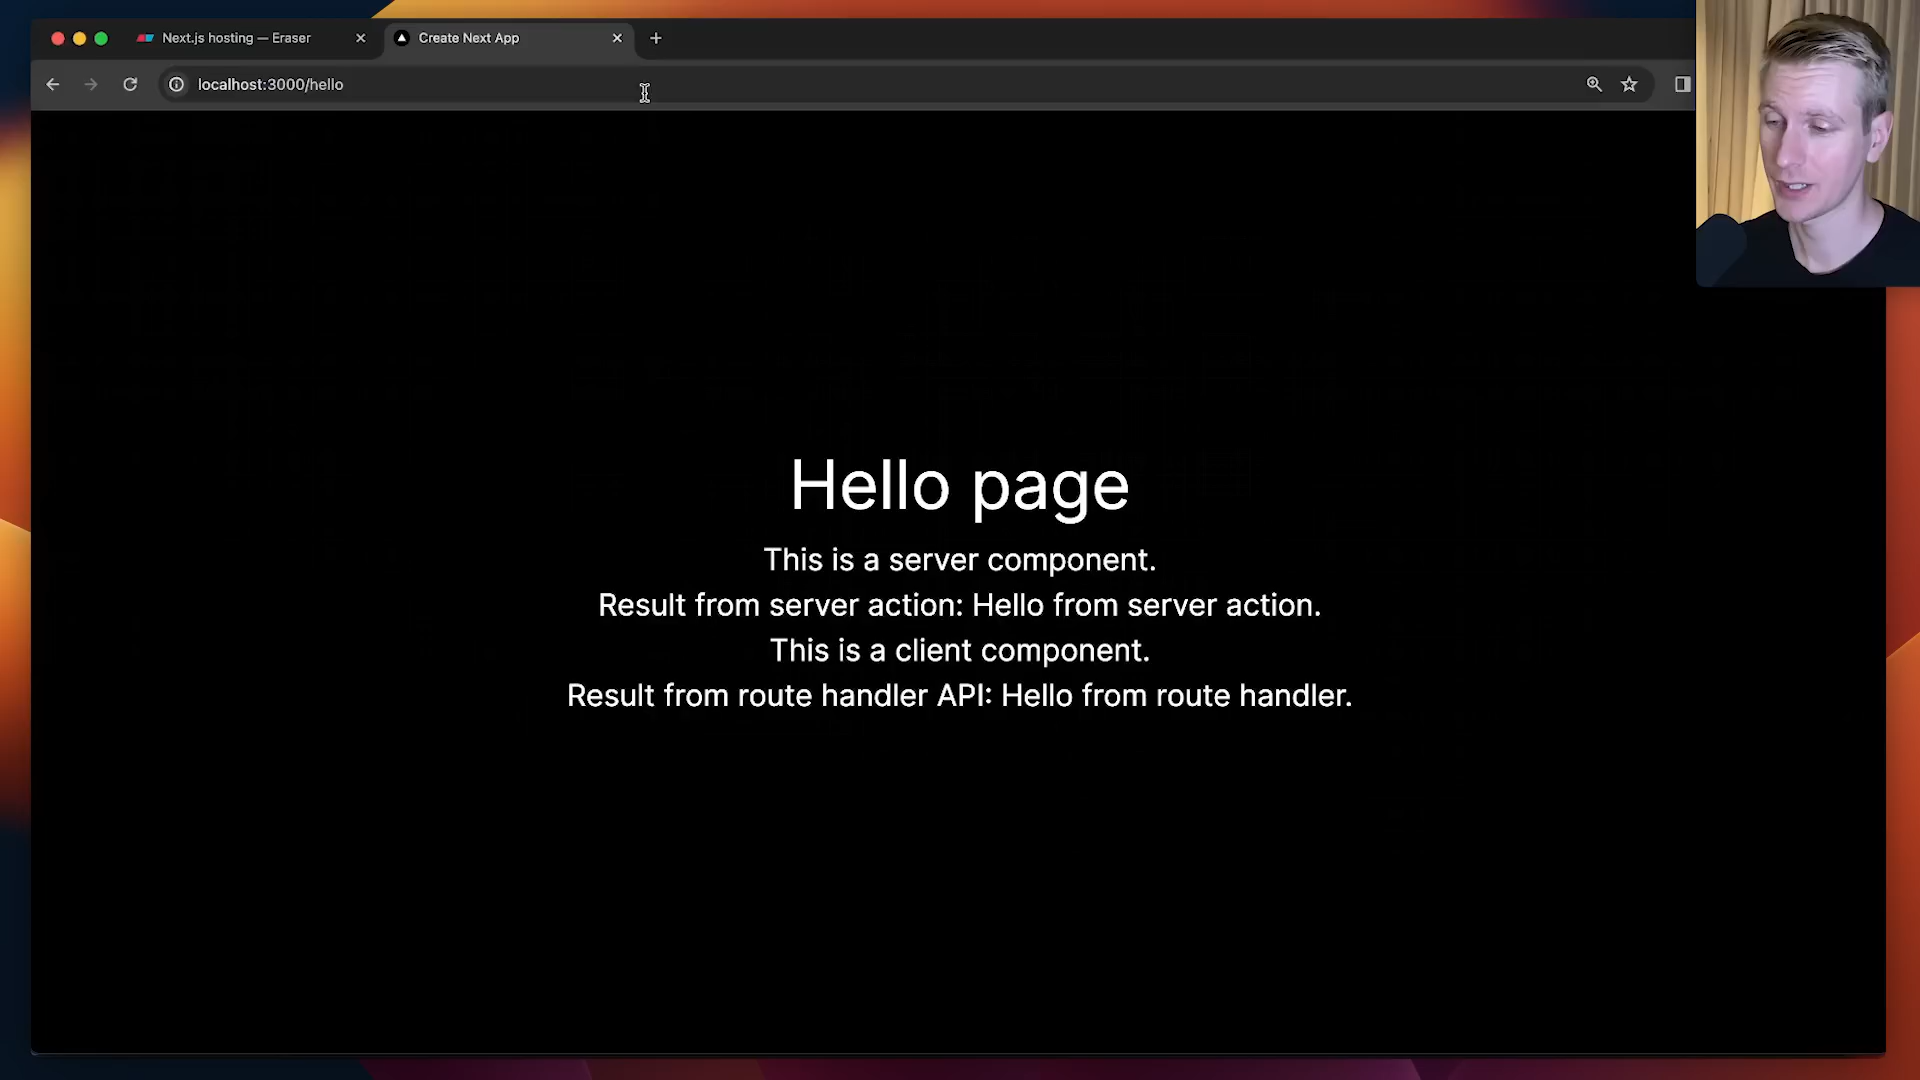 Next.js hosting — Eraser
Create Next App
localhost:3000/hello
Hello page
This is a server component.
Result from server action: Hello from server action.
This is a client component.
Result from route handler API: Hello from route handler.